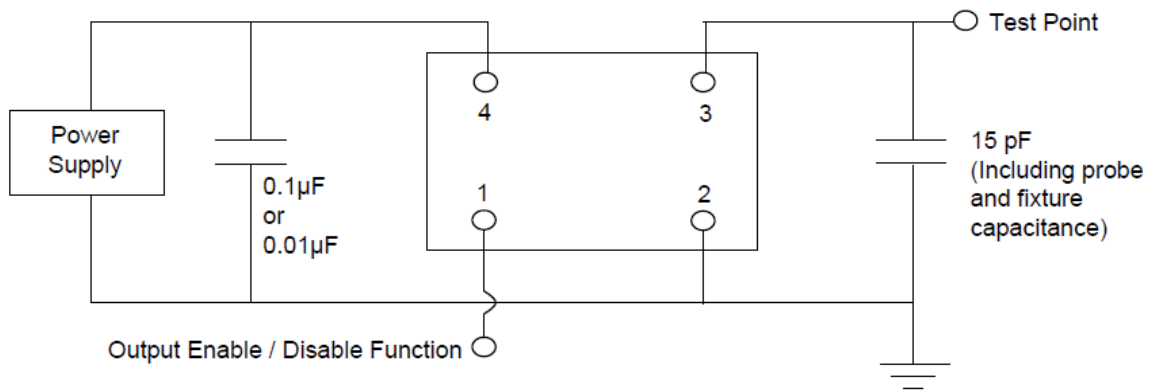 Test Point
Power
Supply
4
3
0.1µF
or
0.01µF
1
2
15 pF
(Including probe
and fixture
capacitance)
Output Enable / Disable Function